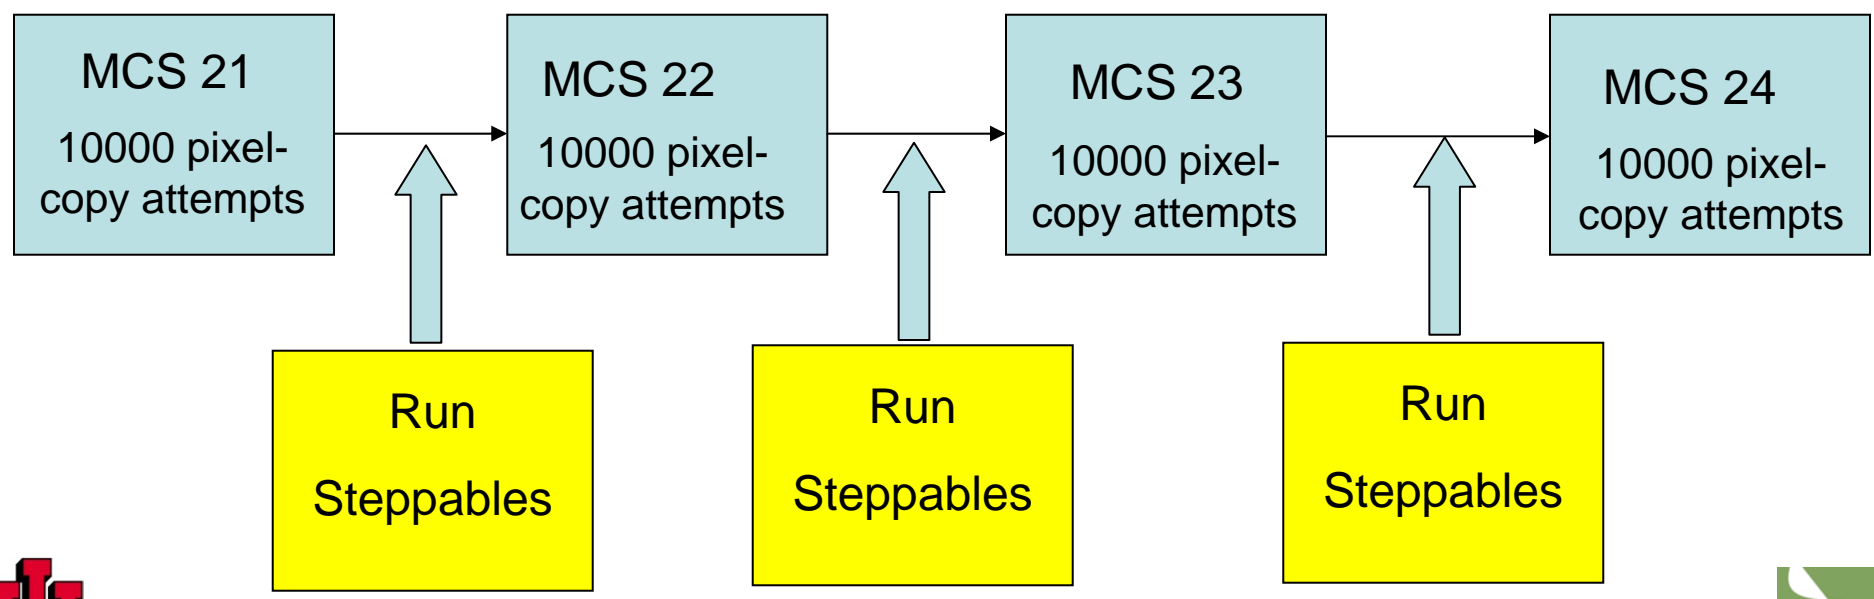 MCS 21
10000 pixel-
copy attempts
MCS 22
10000 pixel-
copy attempts
MCS 23
10000 pixel-
copy attempts
MCS 24
10000 pixel-
copy attempts
Run
Steppables
Run
Steppables
Run
Steppables